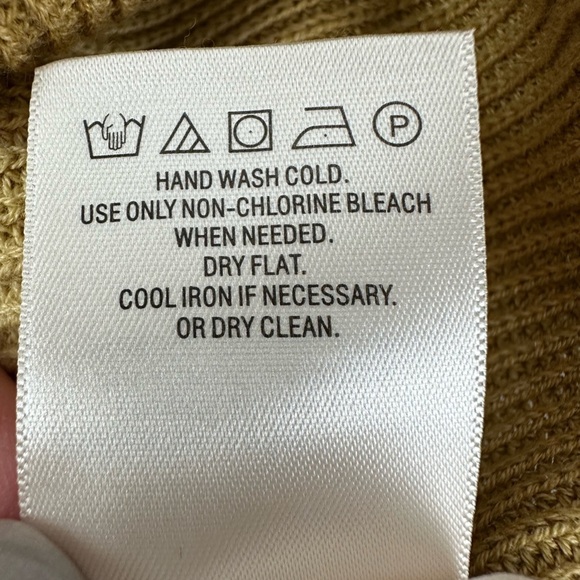 P
HAND WASH COLD.
USE ONLY NON-CHLORINE BLEACH
WHEN NEEDED.
DRY FLAT.
COOL IRON IF NECESSARY.
OR DRY CLEAN.